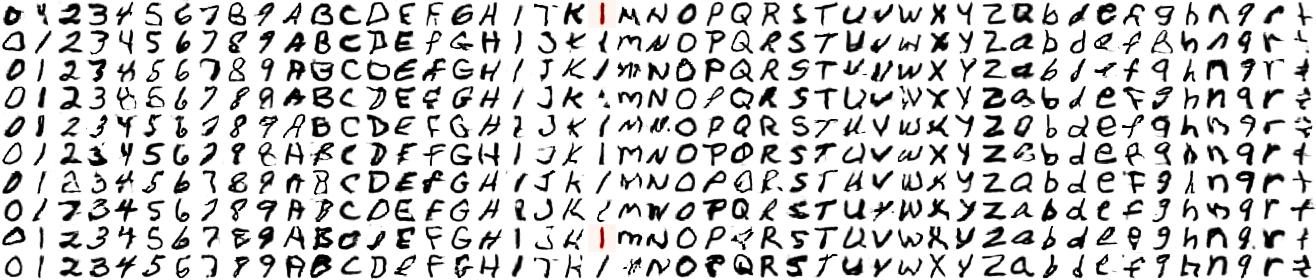 0 1 2 3 4 5 6 7 8 9 A B C D E F G H I J K l M N O P Q R S T U V W X Y Z a b d e f g h n q r t
0 1 2 3 4 5 6 7 8 9 A B C D E F G H I J K l M N O P Q R S T U V W X Y Z a b d e f g h n q r t
0 1 2 3 4 5 6 7 8 9 A B C D E F G H I J K l M N O P Q R S T U V W X Y Z a b d e f g h n q r t
0 1 2 3 4 5 6 7 8 9 A B C D E F G H I J K M N O P Q R S T U V W X Y Z a b d e f g h n q r t
0 1 2 3 4 5 6 7 8 9 A B C D E F G H I J K l M N O P Q R S T U V W X Y Z a b d e f g h n q r t
0 1 2 3 4 5 6 7 8 9 A B C D E F G H I J K l M N O P Q R S T U V W X Y Z a b d e f g h n q r t
0 1 2 3 4 5 6 7 8 9 A B C D E F G H I J K l M N O P Q R S T U V W X Y Z a b d e f g h n q r t
0 1 2 3 4 5 6 7 8 9 A B C D E F G H I J K l M N O P Q R S T U V W X Y Z a b d e f g h n q r t
0 1 2 3 4 5 6 7 8 9 A B C D E F G H I J K l M N O P Q R S T U V W X Y Z a b d e f g h n q r t
0 1 2 3 4 5 6 7 8 9 A B C D E F G H I J K l N O P Q R S T U V W X Y Z a b d e f g h n q r t